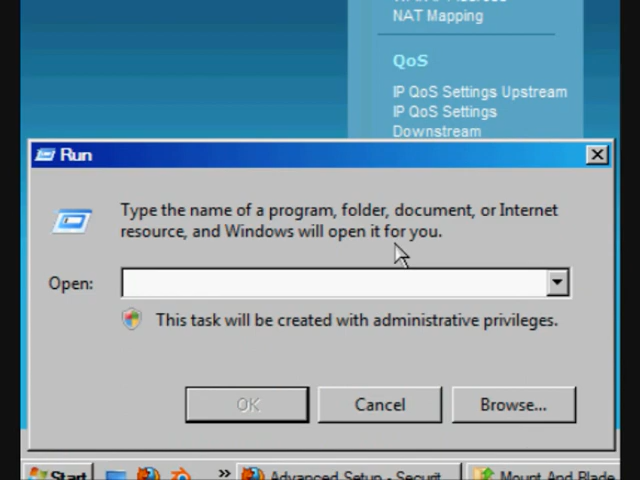 NAT Mapping
QoS
IP QoS Settings Upstream
IP QoS Settings
Downstream
Run
Type the name of a program, folder, document, or Internet
resource, and Windows will open it for you.
Open:
This task will be created with administrative privileges.
OK
Cancel
Browse...
Start
»
Advanced Setup - Securit
Mount And Blade